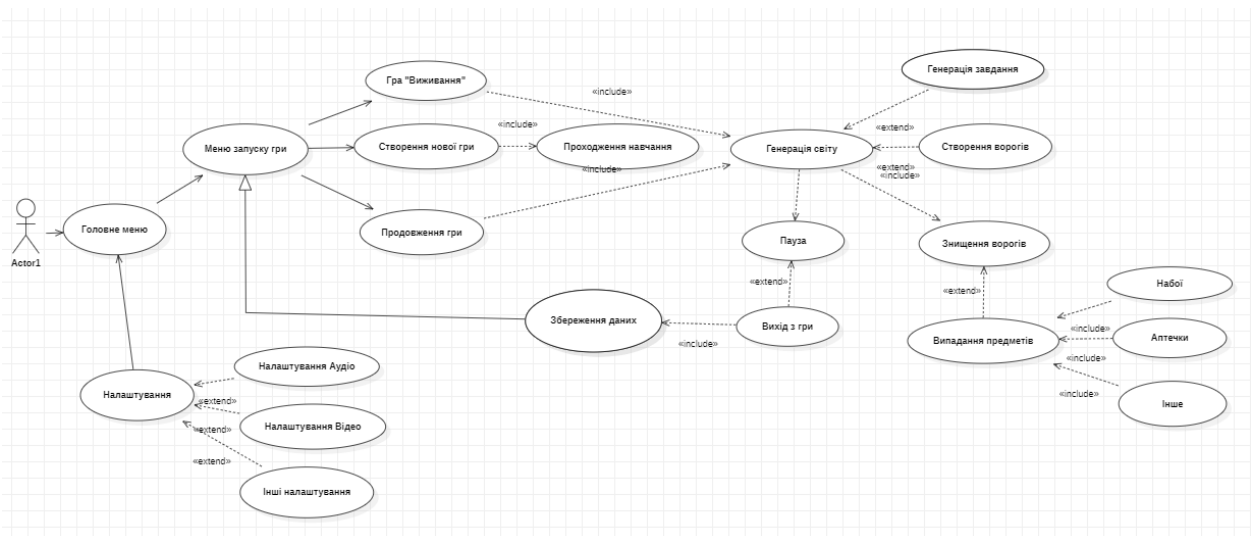 Генерація завдання
Гра "Виживання"
«include»
«include»
«extend»
Меню запуску гри
Створення нової гри
Проходження навчання
Генерація світу
Створення ворогів
«include»
«extend»
«include»
Головне меню
Продовження гри
Пауза
Знищення ворогів
Actor1
«extend»
«extend»
Набої
Збереження даних
Вихід з гри
«include»
Випадання предметів
Аптечки
«include»
«include»
Налаштування Аудіо
Налаштування
«extend»
«include»
Інше
Налаштування Відео
«extend»
«extend»
Інші налаштування